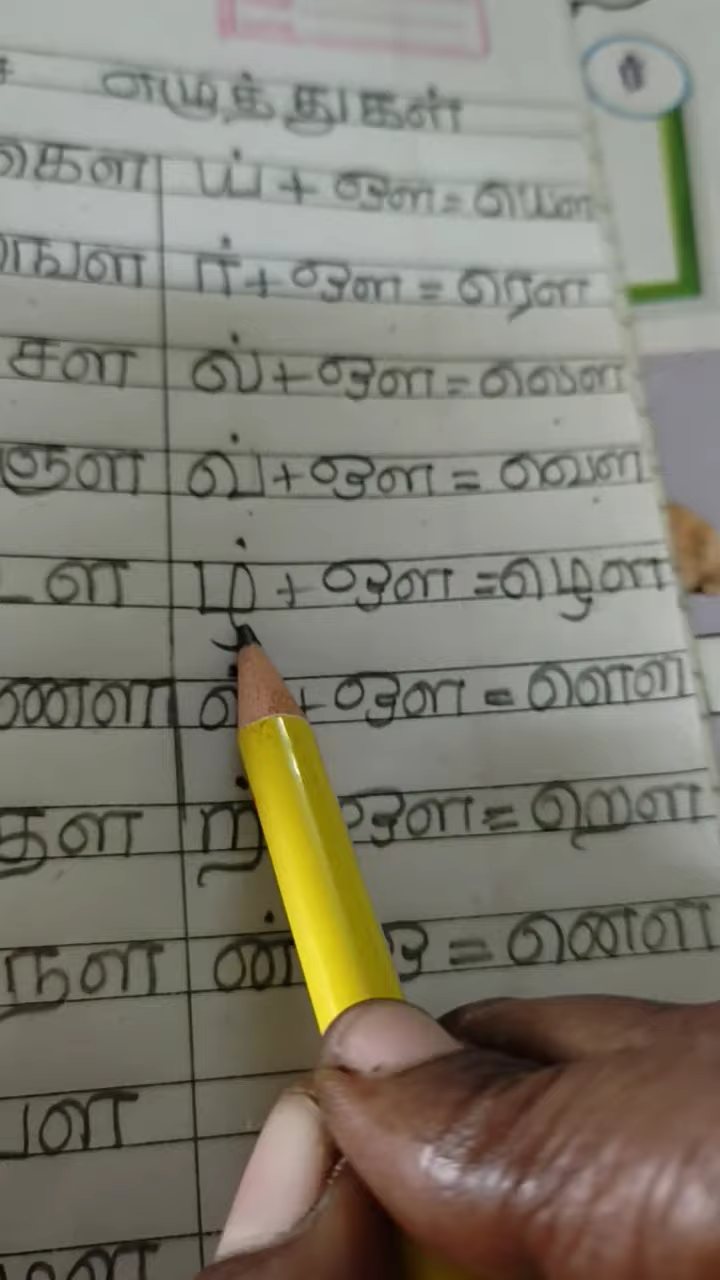 எழுத்துகள்
கௌ ய் + ஔ = யௌ
ஙௌ ர் + ஔ = ரௌ
சௌ ல் + ஔ = லௌ
ஞௌ வ் + ஔ = வௌ
டௌ ழ் + ஔ = ழௌ
ணௌ ள் + ஔ = ளௌ
தௌ ற் ஔ = றௌ
நௌ ன் = னௌ
பௌ